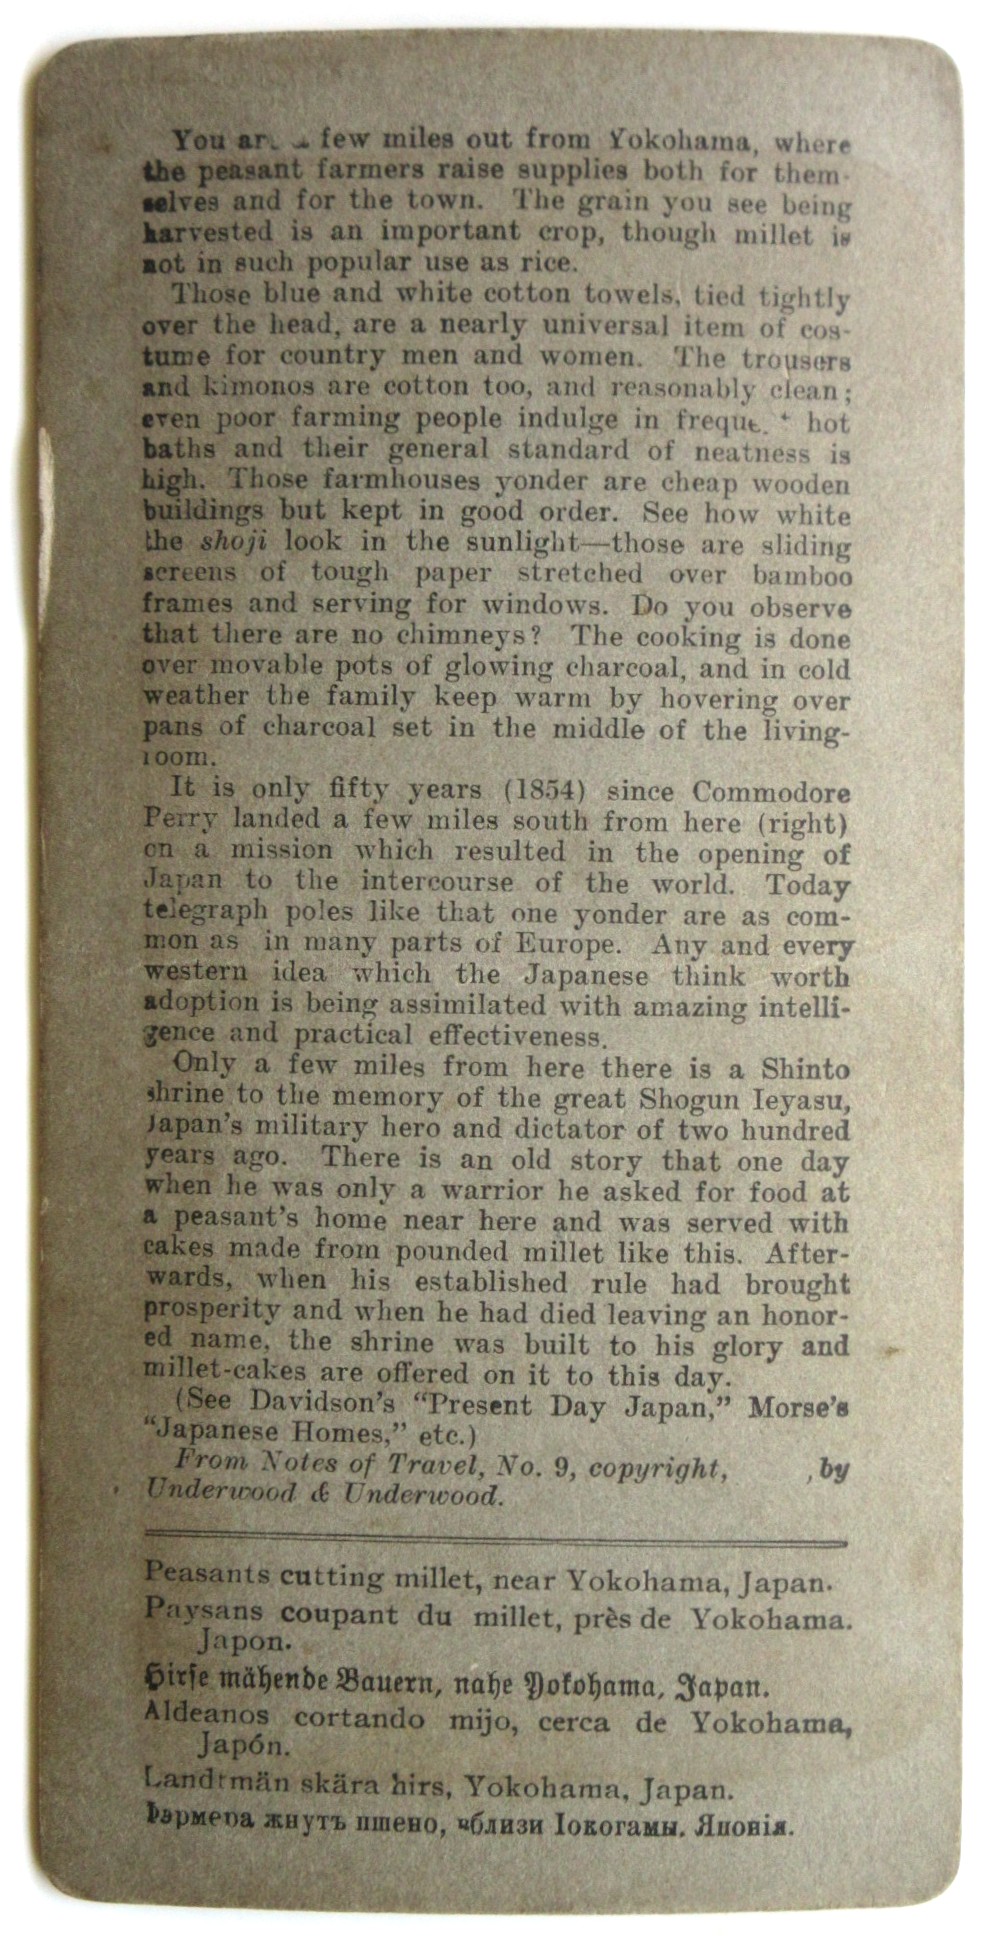 You are a few miles out from Yokohama, where
the peasant farmers raise supplies both for them-
selves and for the town. The grain you see being
harvested is an important crop, though millet is
not in such popular use as rice.
Those blue and white cotton towels, tied tightly
over the head, are a nearly universal item of cos-
tume for country men and women. The trousers
and kimonos are cotton too, and reasonably clean;
even poor farming people indulge in frequent hot
baths and their general standard of neatness is
high. Those farmhouses yonder are cheap wooden
buildings but kept in good order. See how white
the shoji look in the sunlight—those are sliding
screens of tough paper stretched over bamboo
frames and serving for windows. Do you observe
that there are no chimneys? The cooking is done
over movable pots of glowing charcoal, and in cold
weather the family keep warm by hovering over
pans of charcoal set in the middle of the living-
room.
It is only fifty years (1854) since Commodore
Perry landed a few miles south from here (right)
on a mission which resulted in the opening of
Japan to the intercourse of the world. Today
telegraph poles like that one yonder are as com-
mon as in many parts of Europe. Any and every
western idea which the Japanese think worth
adoption is being assimilated with amazing intelli-
gence and practical effectiveness.
Only a few miles from here there is a Shinto
shrine to the memory of the great Shogun Ieyasu,
Japan's military hero and dictator of two hundred
years ago. There is an old story that one day
when he was only a warrior he asked for food at
a peasant's home near here and was served with
cakes made from pounded millet like this. After-
wards, when his established rule had brought
prosperity and when he had died leaving an honor-
ed name, the shrine was built to his glory and
millet-cakes are offered on it to this day.
(See Davidson's "Present Day Japan," Morse's
"Japanese Homes," etc.)
From Notes of Travel, No. 9, copyright, , by
Underwood & Underwood.
Peasants cutting millet, near Yokohama, Japan.
Paysans coupant du millet, près de Yokohama.
Japon.
Hirse mähende Bauern, nahe Yokohama, Japan.
Aldeanos cortando mijo, cerca de Yokohama,
Japón.
Landtmän skära hirs, Yokohama, Japan.
Фармера жнутъ пшено, вблизи Іокогамы. Японія.